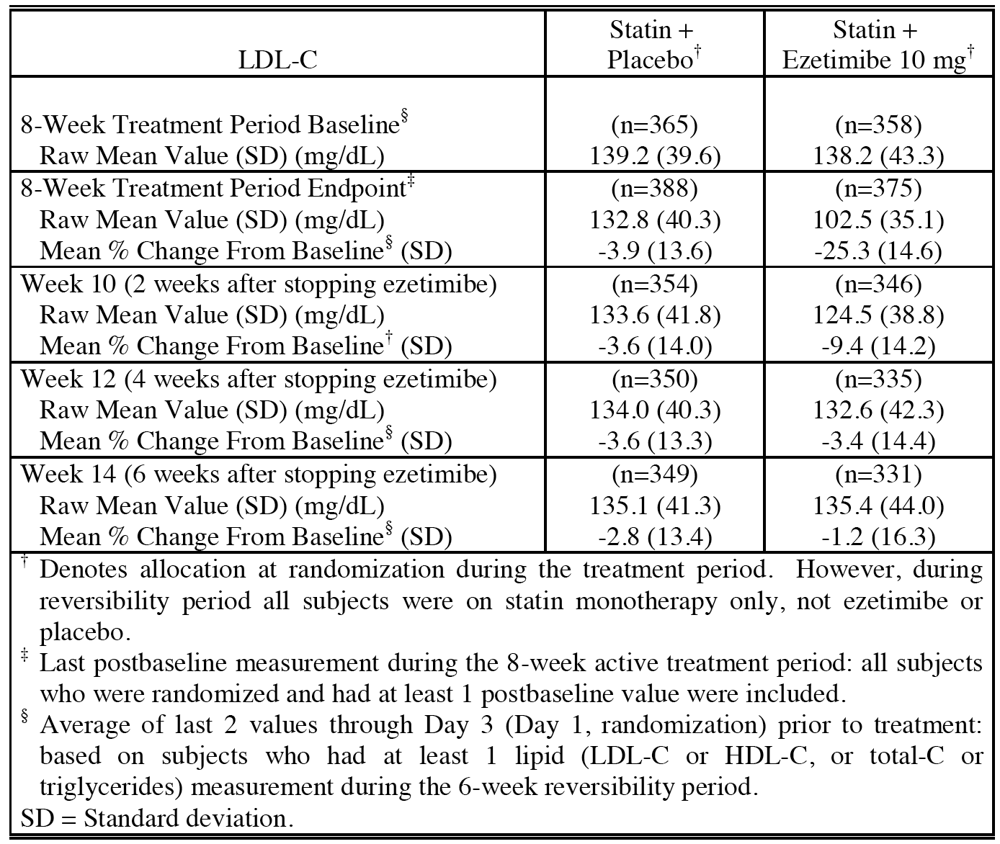 LDL-C
Statin +
Placebo†
Statin +
Ezetimibe 10 mg†
8-Week Treatment Period Baseline§
(n=365)
(n=358)
Raw Mean Value (SD) (mg/dL)
139.2 (39.6)
138.2 (43.3)
8-Week Treatment Period Endpoint‡
(n=388)
(n=375)
Raw Mean Value (SD) (mg/dL)
132.8 (40.3)
102.5 (35.1)
Mean % Change From Baseline§ (SD)
-3.9 (13.6)
-25.3 (14.6)
Week 10 (2 weeks after stopping ezetimibe)
(n=354)
(n=346)
Raw Mean Value (SD) (mg/dL)
133.6 (41.8)
124.5 (38.8)
Mean % Change From Baseline† (SD)
-3.6 (14.0)
-9.4 (14.2)
Week 12 (4 weeks after stopping ezetimibe)
(n=350)
(n=335)
Raw Mean Value (SD) (mg/dL)
134.0 (40.3)
132.6 (42.3)
Mean % Change From Baseline§ (SD)
-3.6 (13.3)
-3.4 (14.4)
Week 14 (6 weeks after stopping ezetimibe)
(n=349)
(n=331)
Raw Mean Value (SD) (mg/dL)
135.1 (41.3)
135.4 (44.0)
Mean % Change From Baseline§ (SD)
-2.8 (13.4)
-1.2 (16.3)
† Denotes allocation at randomization during the treatment period. However, during
reversibility period all subjects were on statin monotherapy only, not ezetimibe or
placebo.
‡ Last postbaseline measurement during the 8-week active treatment period: all subjects
who were randomized and had at least 1 postbaseline value were included.
§ Average of last 2 values through Day 3 (Day 1, randomization) prior to treatment:
based on subjects who had at least 1 lipid (LDL-C or HDL-C, or total-C or
triglycerides) measurement during the 6-week reversibility period.
SD = Standard deviation.